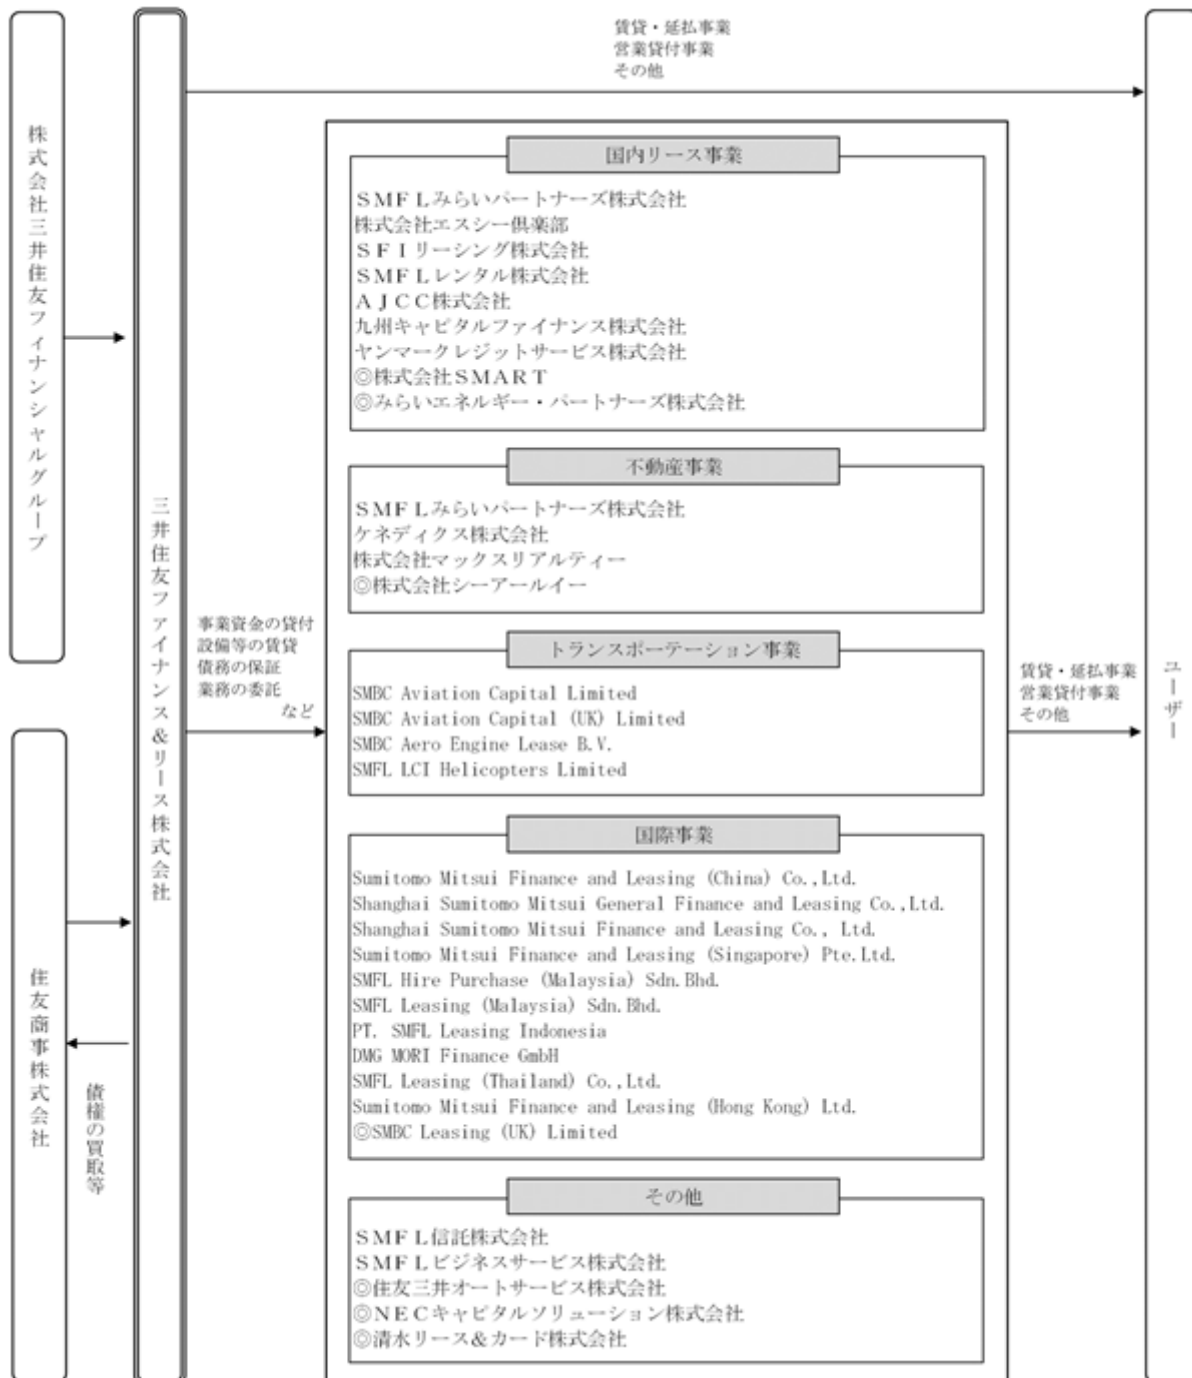 株式会社三井住友フィナンシャルグループ
住友商事株式会社
債権の買取等
三井住友ファイナンス&リース株式会社
賃貸・延払事業
営業貸付事業
その他
事業資金の貸付
設備等の賃貸
債務の保証
業務の委託
など
国内リース事業
ＳＭＦＬみらいパートナーズ株式会社
株式会社エスシー倶楽部
ＳＦＩリーシング株式会社
ＳＭＦＬレンタル株式会社
ＡＪＣＣ株式会社
九州キャピタルファイナンス株式会社
ヤンマークレジットサービス株式会社
◎株式会社ＳＭＡＲＴ
◎みらいエネルギー・パートナーズ株式会社
不動産事業
ＳＭＦＬみらいパートナーズ株式会社
ケネディクス株式会社
株式会社マックスリアルティー
◎株式会社シーアールイー
トランスポーテーション事業
SMBC Aviation Capital Limited
SMBC Aviation Capital (UK) Limited
SMBC Aero Engine Lease B.V.
SMFL LCI Helicopters Limited
国際事業
Sumitomo Mitsui Finance and Leasing (China) Co.,Ltd.
Shanghai Sumitomo Mitsui General Finance and Leasing Co.,Ltd.
Shanghai Sumitomo Mitsui Finance and Leasing Co., Ltd.
Sumitomo Mitsui Finance and Leasing (Singapore) Pte.Ltd.
SMFL Hire Purchase (Malaysia) Sdn.Bhd.
SMFL Leasing (Malaysia) Sdn.Bhd.
PT. SMFL Leasing Indonesia
DMG MORI Finance GmbH
SMFL Leasing (Thailand) Co.,Ltd.
Sumitomo Mitsui Finance and Leasing (Hong Kong) Ltd.
◎SMBC Leasing (UK) Limited
その他
ＳＭＦＬ信託株式会社
ＳＭＦＬビジネスサービス株式会社
◎住友三井オートサービス株式会社
◎ＮＥＣキャピタルソリューション株式会社
◎清水リース&カード株式会社
賃貸・延払事業
営業貸付事業
その他
ユーザー